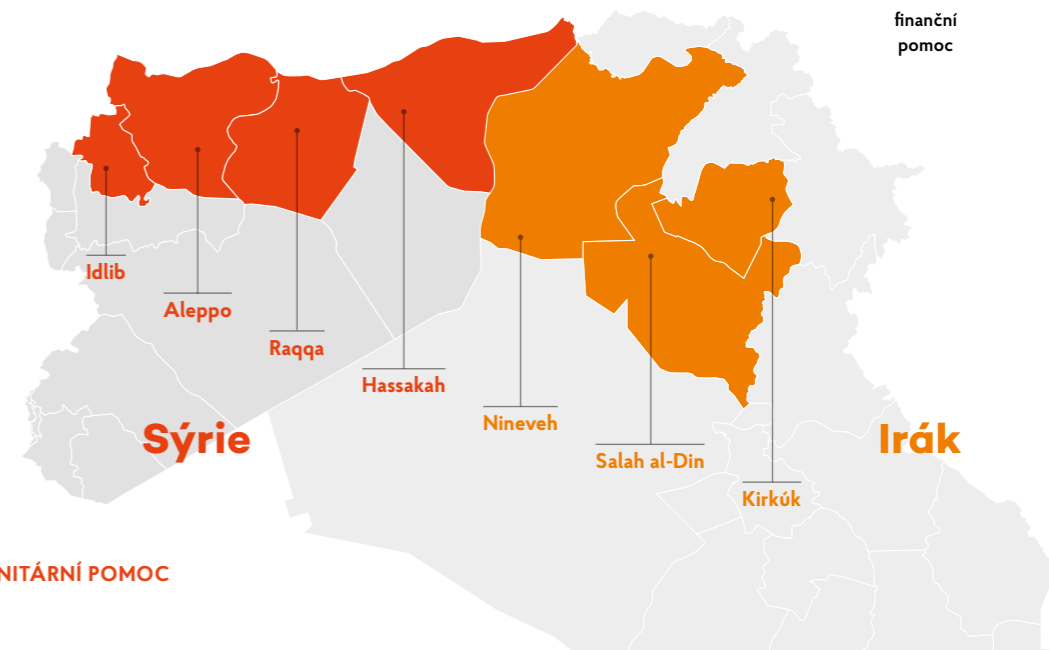 finanční
pomoc
Idlib
Aleppo
Raqqa
Hassakah
Nineveh
Sýrie
Irák
Salah al-Din
Kirkúk
NITÁRNÍ POMOC